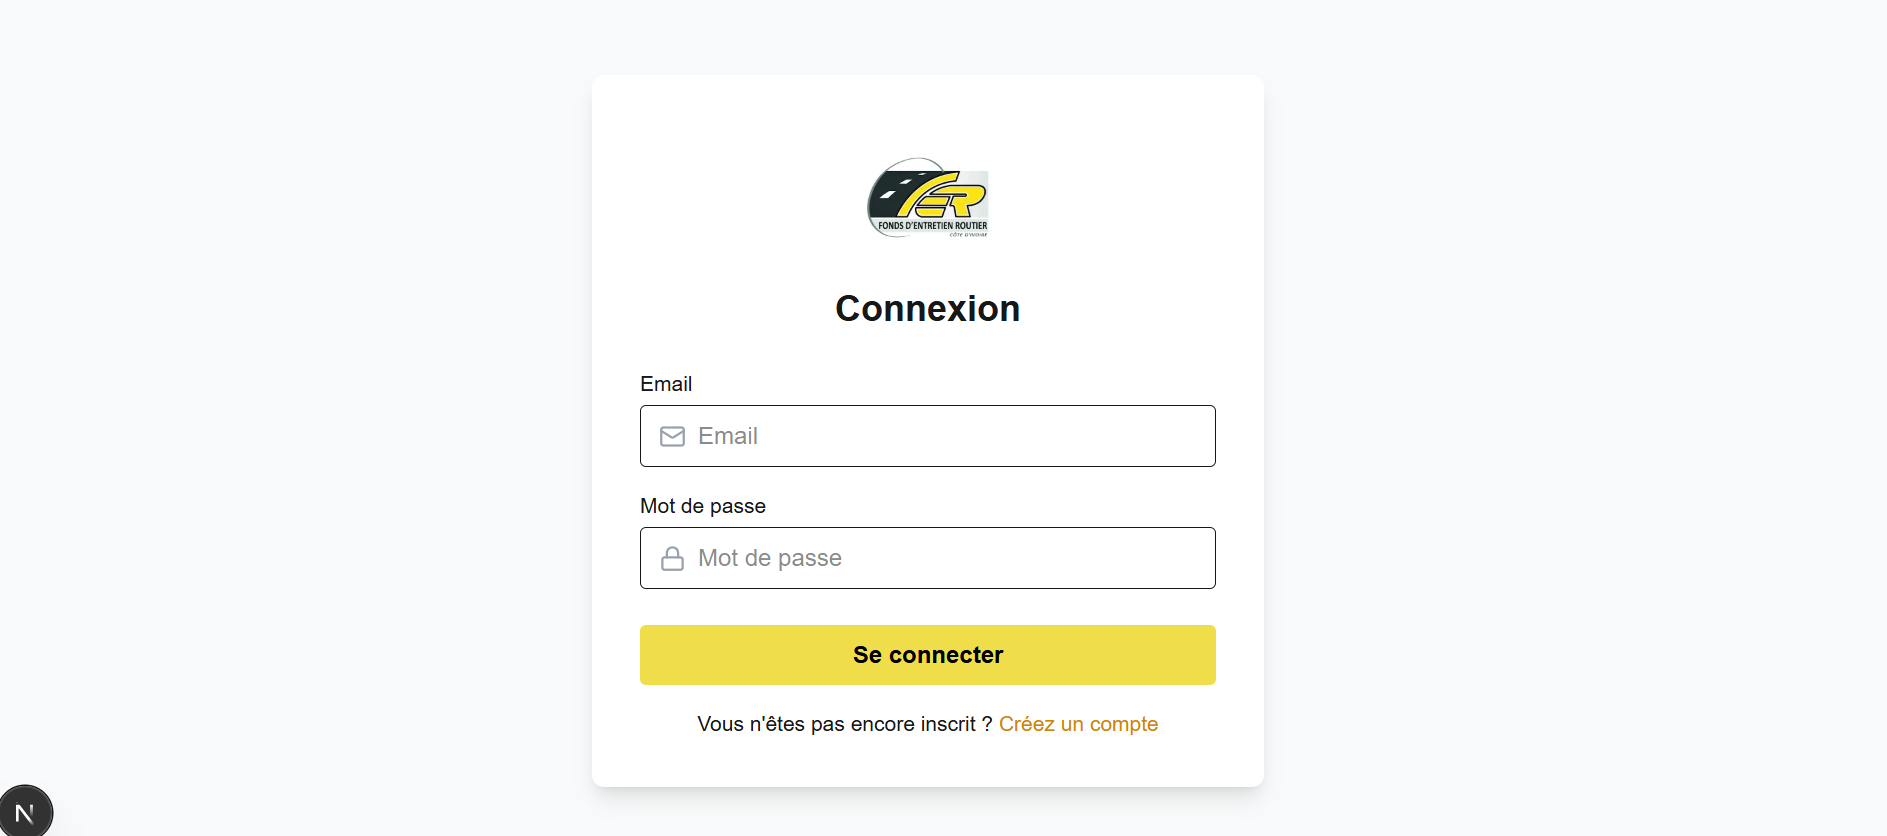 FER
FONDS D'ENTRETIEN ROUTIER
CÔTE D'IVOIRE
Connexion
Email
Email
Mot de passe
Mot de passe
Se connecter
Vous n'êtes pas encore inscrit ? Créez un compte
N